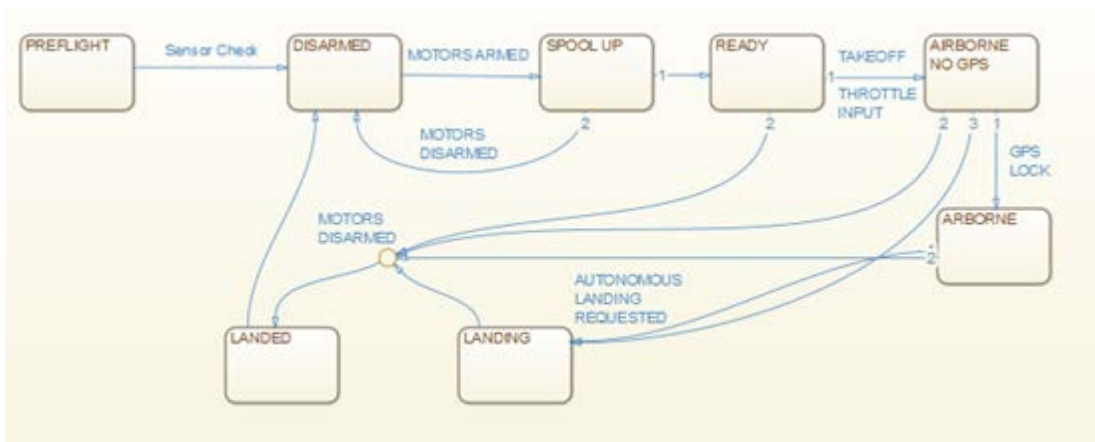 PREFLIGHT
Sensor Check
DISARMED
MOTORS ARMED
SPOOL UP
1
READY
1
TAKEOFF
THROTTLE
INPUT
AIRBORNE
NO GPS
2
MOTORS
DISARMED
2
2
3
1
GPS
LOCK
MOTORS
DISARMED
ARBORNE
1
2
AUTONOMOUS
LANDING
REQUESTED
LANDED
LANDING